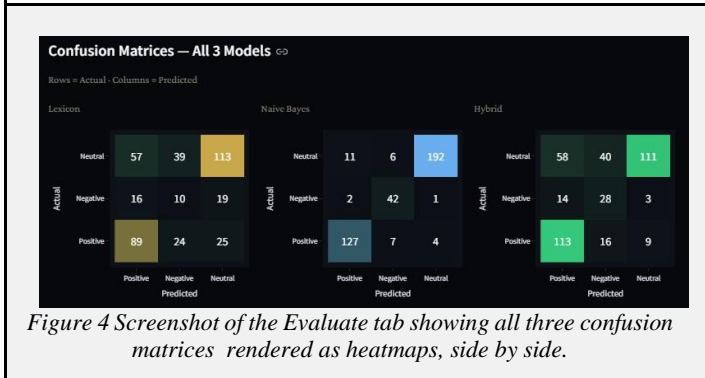 Confusion Matrices — All 3 Models
Rows = Actual · Columns = Predicted
Lexicon
Actual
Neutral 57 39 113
Negative 16 10 19
Positive 89 24 25
Positive Negative Neutral
Predicted
Naive Bayes
Actual
Neutral 11 6 192
Negative 2 42 1
Positive 127 7 4
Positive Negative Neutral
Predicted
Hybrid
Actual
Neutral 58 40 111
Negative 14 28 3
Positive 113 16 9
Positive Negative Neutral
Predicted
Figure 4 Screenshot of the Evaluate tab showing all three confusion
matrices rendered as heatmaps, side by side.